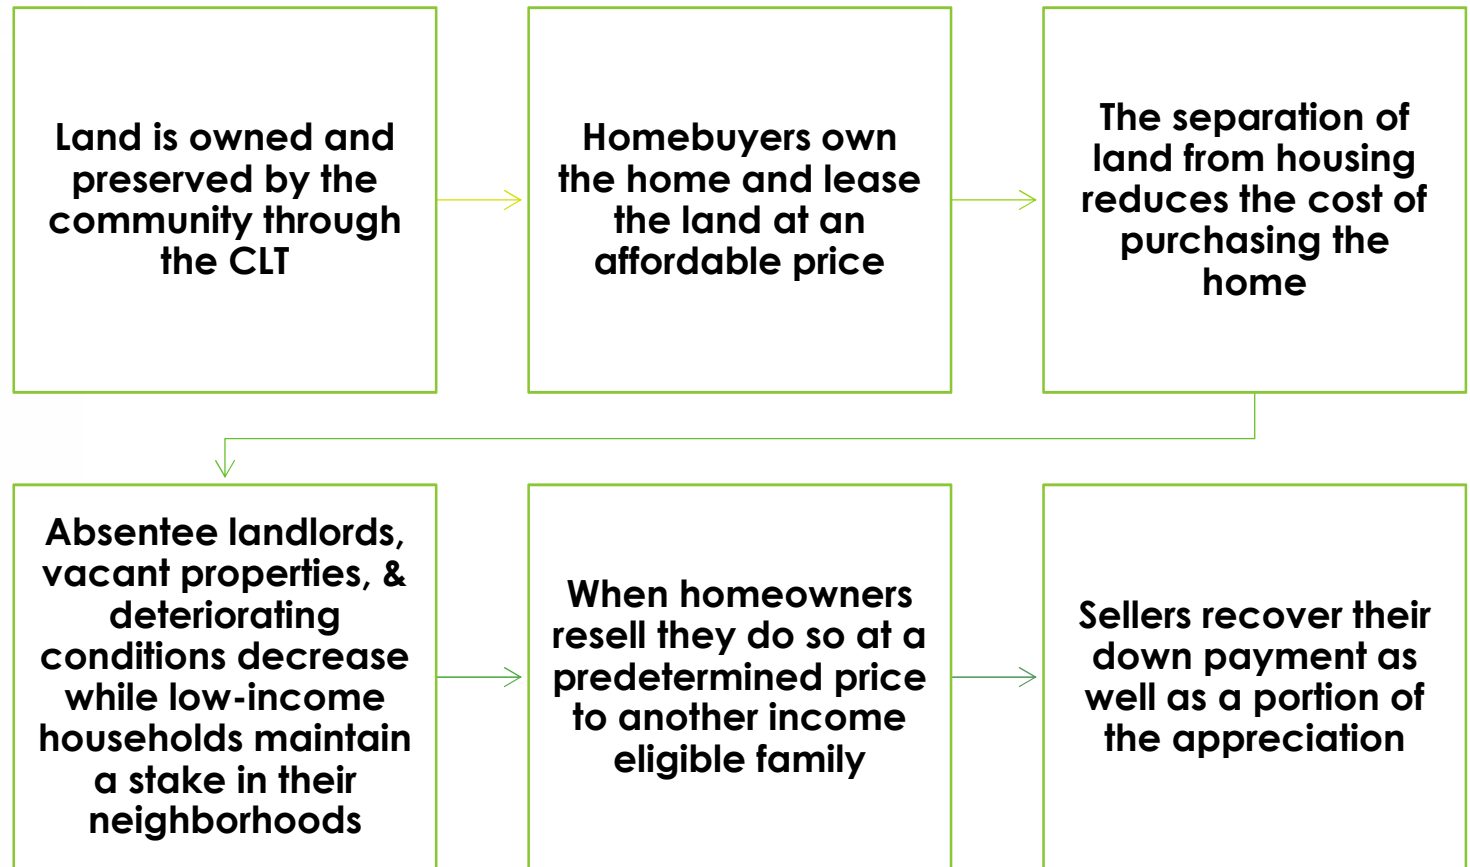 Land is owned and
preserved by the
community through
the CLT
Homebuyers own
the home and lease
the land at an
affordable price
The separation of
land from housing
reduces the cost of
purchasing the
home
Absentee landlords,
vacant properties, &
deteriorating
conditions decrease
while low-income
households maintain
a stake in their
neighborhoods
When homeowners
resell they do so at a
predetermined price
to another income
eligible family
Sellers recover their
down payment as
well as a portion of
the appreciation